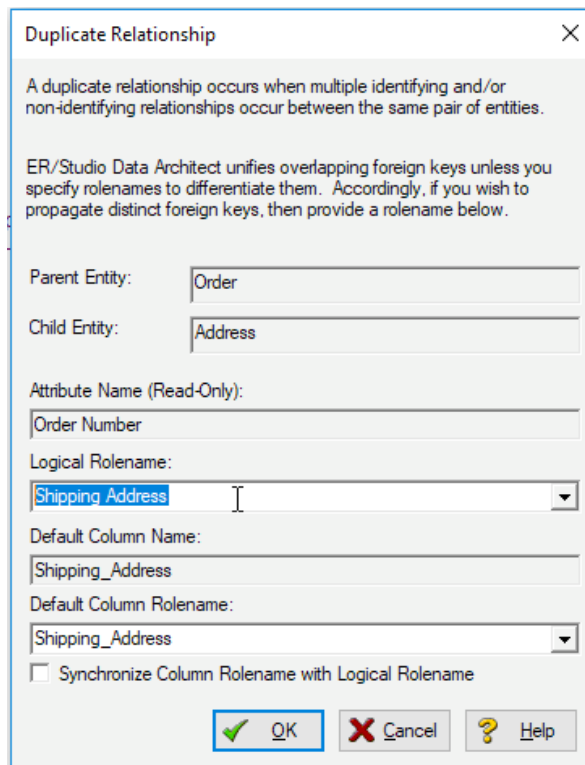 Duplicate Relationship
A duplicate relationship occurs when multiple identifying and/or
non-identifying relationships occur between the same pair of entities.
ER/Studio Data Architect unifies overlapping foreign keys unless you
specify rolenames to differentiate them. Accordingly, if you wish to
propagate distinct foreign keys, then provide a rolename below.
Parent Entity: Order
Child Entity: Address
Attribute Name (Read-Only):
Order Number
Logical Rolename:
Shipping Address
Default Column Name:
Shipping_Address
Default Column Rolename:
Shipping_Address
Synchronize Column Rolename with Logical Rolename
OK Cancel Help